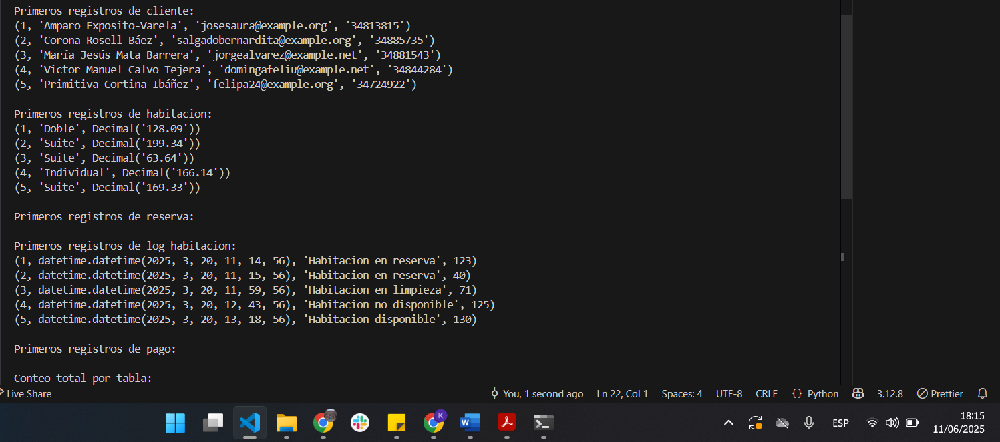 Primeros registros de cliente:
(1, 'Amparo Exposito-Varela', 'josesaura@example.org', '34813815')
(2, 'Corona Rosell Báez', 'salgadobernardita@example.org', '34885735')
(3, 'María Jesús Mata Barrera', 'jorgealvarez@example.net', '34881543')
(4, 'Victor Manuel Calvo Tejera', 'domingafeliu@example.net', '34844284')
(5, 'Primitiva Cortina Ibáñez', 'felipa24@example.org', '34724922')
Primeros registros de habitacion:
(1, 'Doble', Decimal('128.09'))
(2, 'Suite', Decimal('199.34'))
(3, 'Suite', Decimal('63.64'))
(4, 'Individual', Decimal('166.14'))
(5, 'Suite', Decimal('169.33'))
Primeros registros de reserva:
Primeros registros de log_habitacion:
(1, datetime.datetime(2025, 3, 20, 11, 14, 56), 'Habitacion en reserva', 123)
(2, datetime.datetime(2025, 3, 20, 11, 15, 56), 'Habitacion en reserva', 40)
(3, datetime.datetime(2025, 3, 20, 11, 59, 56), 'Habitacion en limpieza', 71)
(4, datetime.datetime(2025, 3, 20, 12, 43, 56), 'Habitacion no disponible', 125)
(5, datetime.datetime(2025, 3, 20, 13, 18, 56), 'Habitacion disponible', 130)
Primeros registros de pago:
Conteo total por tabla:
Live Share You, 1 second ago Ln 22, Col 1 Spaces: 4 UTF-8 CRLF {} Python 3.12.8 Prettier
K
W
ESP
18:15
11/06/2025